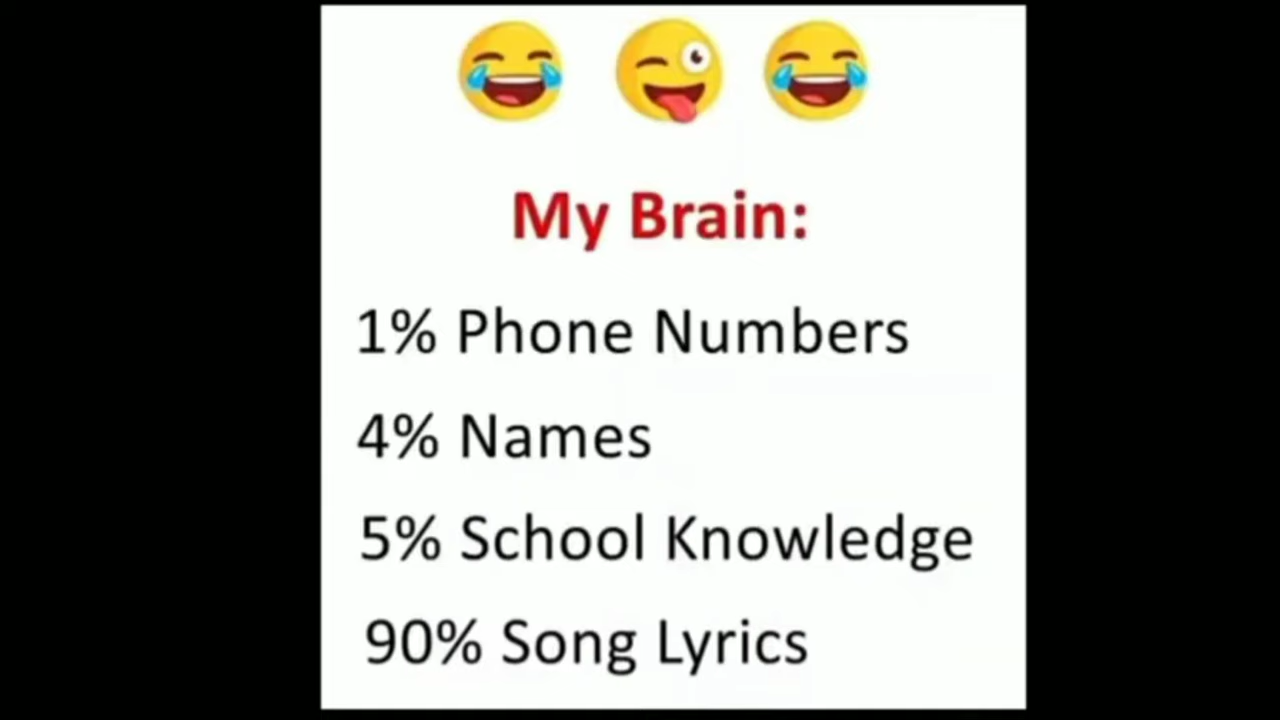 My Brain:
1% Phone Numbers
4% Names
5% School Knowledge
90% Song Lyrics